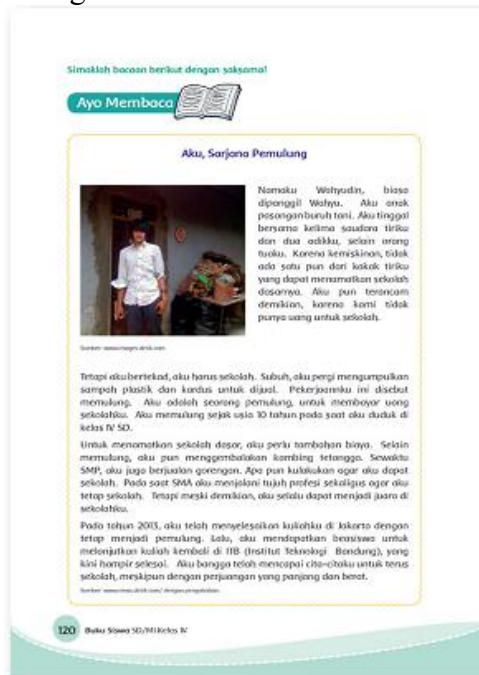 Simaklah bacaan berikut dengan saksama!
Ayo Membaca
Aku, Sarjana Pemulung
Namaku Wahyudin, biasa
dipanggil Wahyu. Aku anak
pasangan buruh tani. Aku tinggal
bersama kelima saudara tiriku
dan dua adikku, selain orang
tuaku. Karena kemiskinan, tidak
ada satu pun dari kakak tiriku
yang dapat menamatkan sekolah
dasarnya. Aku pun terancam
demikian, karena kami tidak
punya uang untuk sekolah.
Sumber: www.images.detik.com
Tetapi aku bertekad, aku harus sekolah. Subuh, aku pergi mengumpulkan
sampah plastik dan kardus untuk dijual. Pekerjaannku ini disebut
memulung. Aku adalah seorang pemulung, untuk membayar uang
sekolahku. Aku memulung sejak usia 10 tahun pada saat aku duduk di
kelas IV SD.
Untuk menamatkan sekolah dasar, aku perlu tambahan biaya. Selain
memulung, aku pun menggembalakan kambing tetangga. Sewaktu
SMP, aku juga berjualan gorengan. Apa pun kulakukan agar aku dapat
sekolah. Pada saat SMA aku menjalani tujuh profesi sekaligus agar aku
tetap sekolah. Tetapi meski demikian, aku selalu dapat menjadi juara di
sekolahku.
Pada tahun 2013, aku telah menyelesaikan kuliahku di Jakarta dengan
tetap menjadi pemulung. Lalu, aku mendapatkan beasiswa untuk
melanjutkan kuliah kembali di ITB (Institut Teknologi Bandung), yang
kini hampir selesai. Aku bangga telah mencapai cita-citaku untuk terus
sekolah, meskipun dengan perjuangan yang panjang dan berat.
dengan
120 Buku Siswa SD/MI Kelas IV